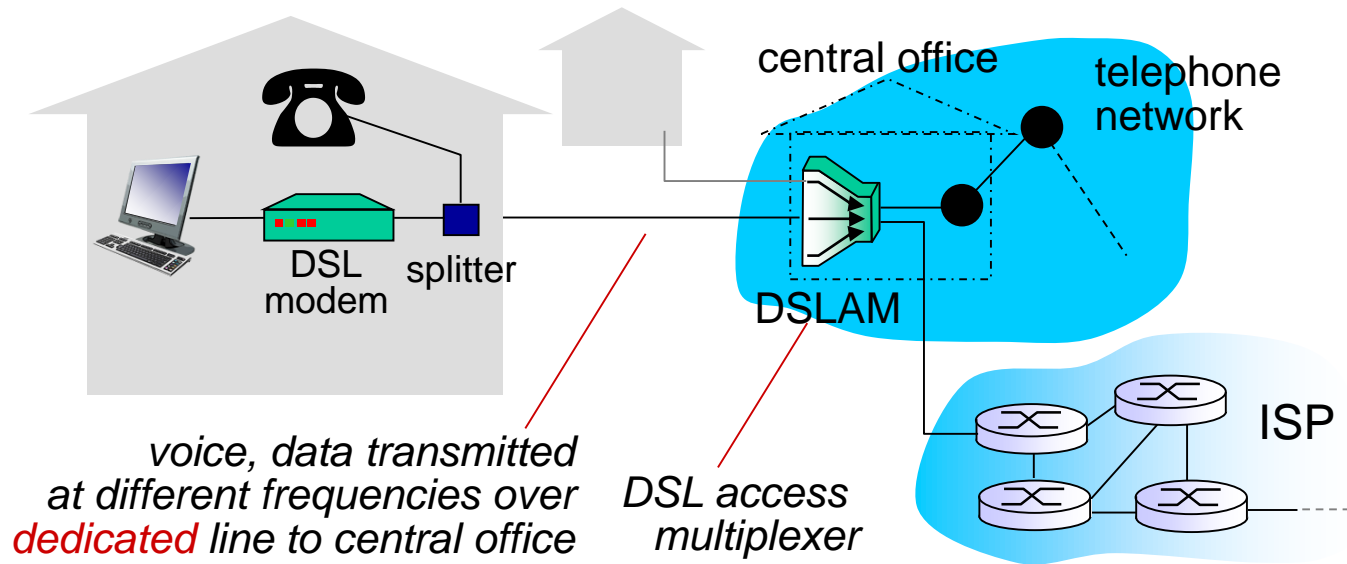 central office
telephone
network
DSL
modem
splitter
DSLAM
ISP
voice, data transmitted
at different frequencies over
dedicated line to central office
DSL access
multiplexer